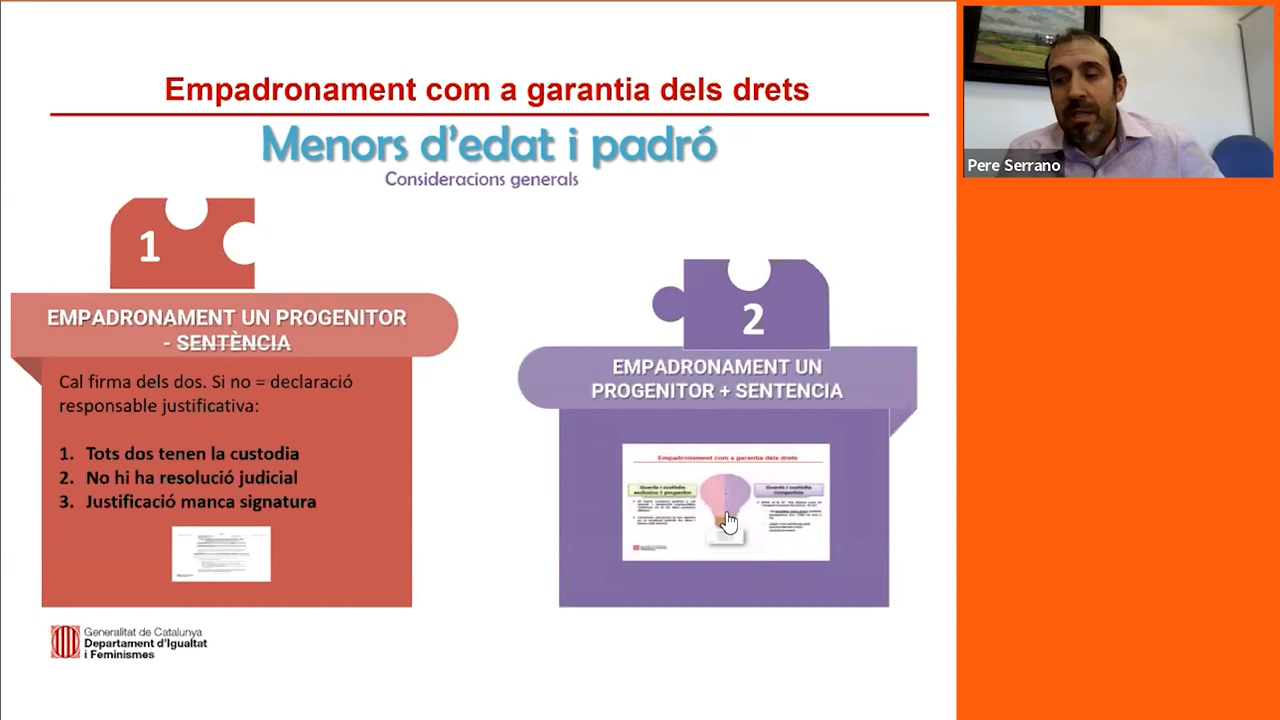 Empadronament com a garantia dels drets
Menors d'edat i padró
Consideracions generals
1
EMPADRONAMENT UN PROGENITOR
- SENTÈNCIA
Cal firma dels dos. Si no = declaració
responsable justificativa:
1. Tots dos tenen la custodia
2. No hi ha resolució judicial
3. Justificació manca signatura
2
EMPADRONAMENT UN
PROGENITOR + SENTENCIA
Empadronament com a garantia dels drets
Guarda i custòdia
exclusiva 1 progenitor
Guarda i custòdia
compartida
Generalitat de Catalunya
Departament d'Igualtat
i Feminismes
Pere Serrano